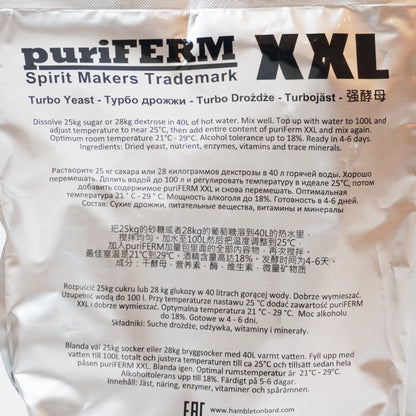 puriFERM XXL
Spirit Makers Trademark
Turbo Yeast - Турбо дрожжи - Turbo Drożdże - Turbojäst - 强酵母
Dissolve 25kg sugar or 28kg dextrose in 40L of hot water. Mix well. Top up with water to 100L and
adjust temperature to near 25°C, then add entire content of puriFerm XXL and mix again.
Optimum room temperature 21°C - 29°C. Alcohol tolerance up to 18%. Ready in 4-6 days.
Ingredients: Dried yeast, nutrient, enzymes, vitamins and trace minerals.
Растворите 25 кг сахара или 28 килограммов декстрозы в 40 л горячей воды. Хорошо
перемешать. Долить водой до 100 л и регулировать температуру в идеале 25°C, потом
добавить содержимое puriFERM XXL и снова перемешать. Оптимальная
температура 21 ° C - 29 ° C. Мощность алкоголя до 18%. Готовность в 4-6 дней.
Состав: Сухие дрожжи, питательные вещества, витамины и минералы
把25kg的砂糖或者28kg的葡萄糖溶到40L的热水里，
搅拌均匀。加水至100L然后把温度调整到25°C，
加入puriFERM加量包里面的全部内容物，再次搅拌。
最佳室温是21°C到29°C。酒精含量高达18%。发酵时间为4-6天。
成分：干酵母，营养素，酶，维生素，微量矿物质
Rozpuścić 25kg cukru lub 28 kg glukozy w 40 litrach gorącej wody. Dobrze wymieszać.
Uzupełnić wodą do 100 l. Przy temperaturze nastawu 25 °C dodać zawartość puriFERM
XXL i dobrze wymieszać. Optymalna temperatura 21 °C - 29 °C. Moc alkoholu
do 18%. Gotowe w 4 - 6 dni.
Składniki: Suche drożdże, odżywka, witaminy i minerały.
Blanda väl 25kg socker eller 28kg bryggsocker med 40L varmt vatten. Fyll upp med
vatten till 100L totalt och justera temperaturen till ca 25°C och tillsätt sedan hela
påsen puriFERM XXL. Blanda igen. Optimal rumstemperatur är 21°C - 29°C.
Alkoholtolerans upp till 18%. Färdigt på 5-6 dagar.
Innehåll: Jäst, näring, enzymer, vitaminer och spårämnen.
EAC www.hambletonbard.com